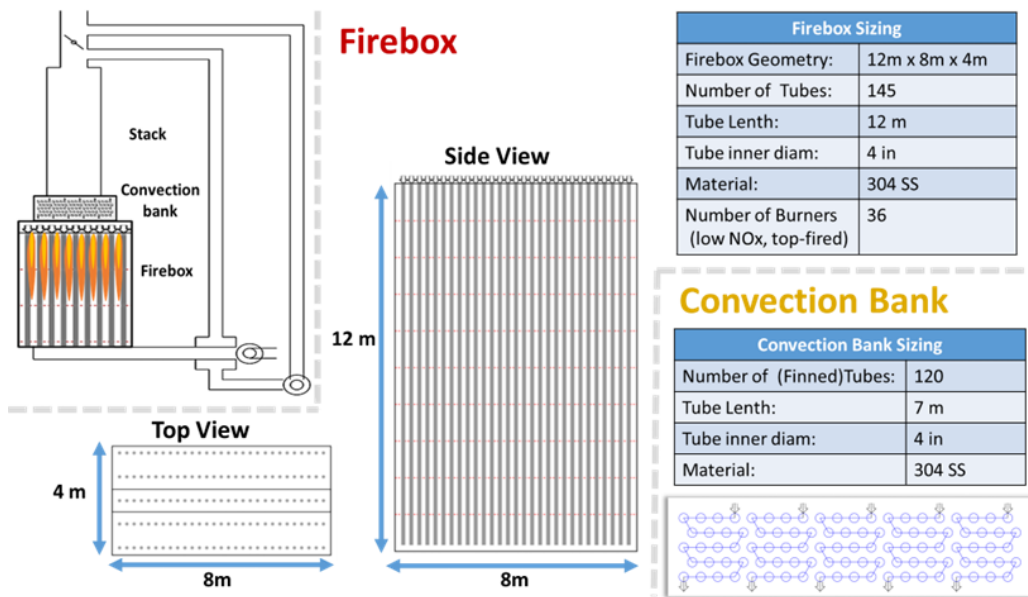 Firebox
Stack
Convection
bank
Firebox
Top View
4 m
8m
Side View
12 m
8m
Firebox Sizing
Firebox Geometry: 12m x 8m x 4m
Number of Tubes: 145
Tube Lenth: 12 m
Tube inner diam: 4 in
Material: 304 SS
Number of Burners 36
(low NOx, top-fired)
Convection Bank
Convection Bank Sizing
Number of (Finned)Tubes: 120
Tube Lenth: 7 m
Tube inner diam: 4 in
Material: 304 SS